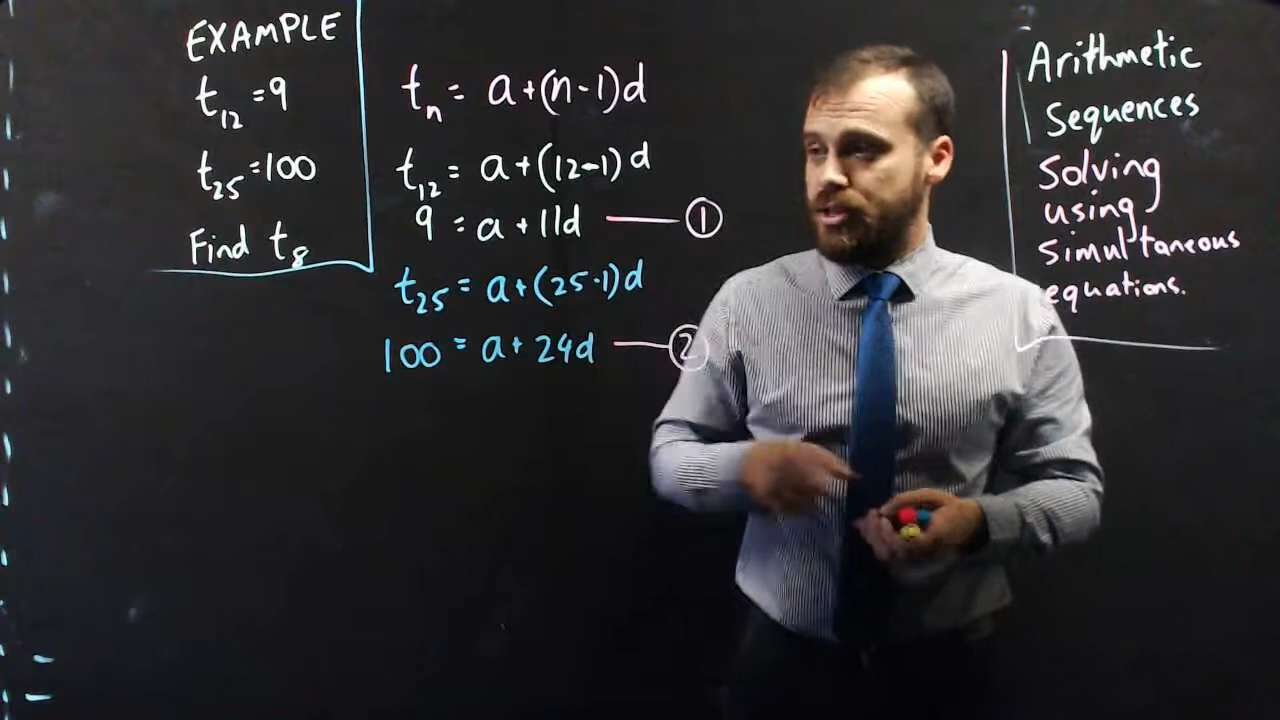 EXAMPLE
t₁₂ = 9
t₂₅ = 100
Find t₈
tₙ = a + (n - 1)d
t₁₂ = a + (12 - 1)d
9 = a + 11d — ①
t₂₅ = a + (25 - 1)d
100 = a + 24d — ②
Arithmetic
Sequences
Solving
using
Simultaneous
equations.